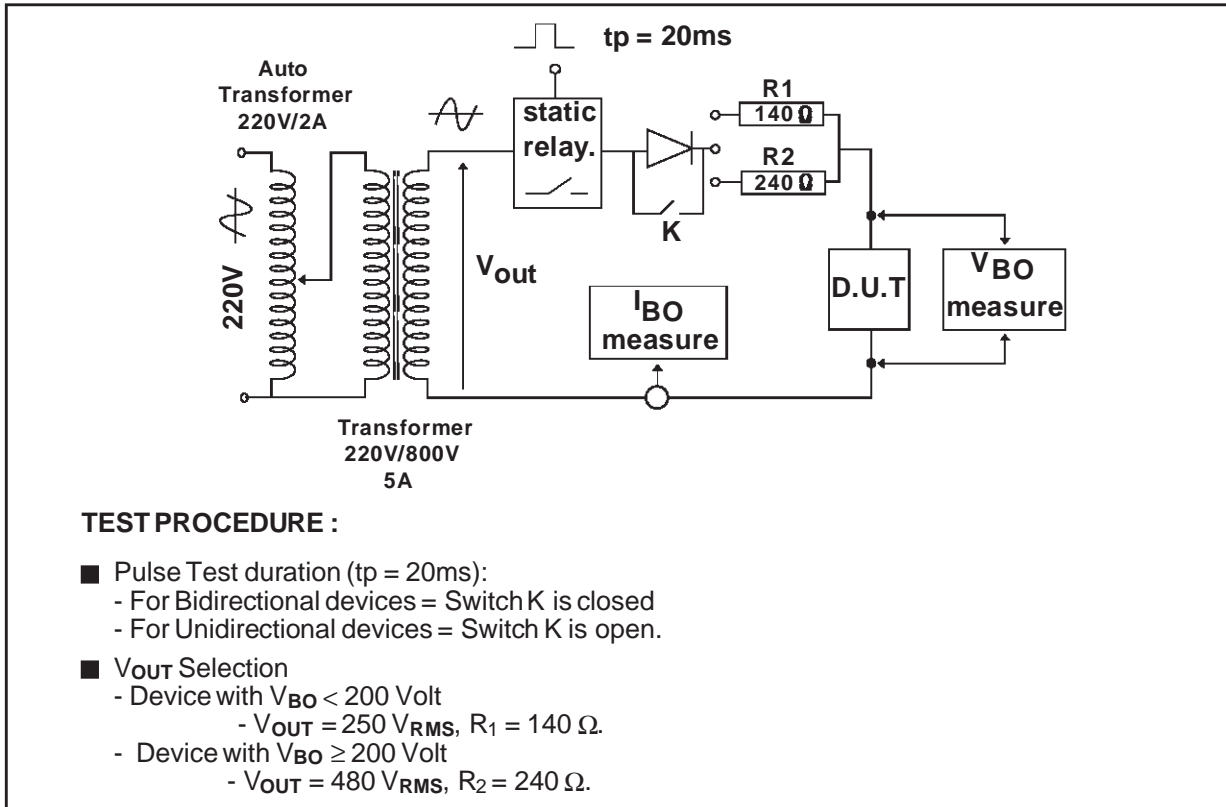 tp = 20ms
Auto
Transformer
220V/2A
static
relay.
R1
140 Ω
R2
240 Ω
K
220V
Vout
D.U.T
VBO
measure
IBO
measure
Transformer
220V/800V
5A
TEST PROCEDURE :
■ Pulse Test duration (tp = 20ms):
- For Bidirectional devices = Switch K is closed
- For Unidirectional devices = Switch K is open.
■ VOUT Selection
- Device with VBO < 200 Volt
- VOUT = 250 VRMS, R1 = 140 Ω.
- Device with VBO ≥ 200 Volt
- VOUT = 480 VRMS, R2 = 240 Ω.